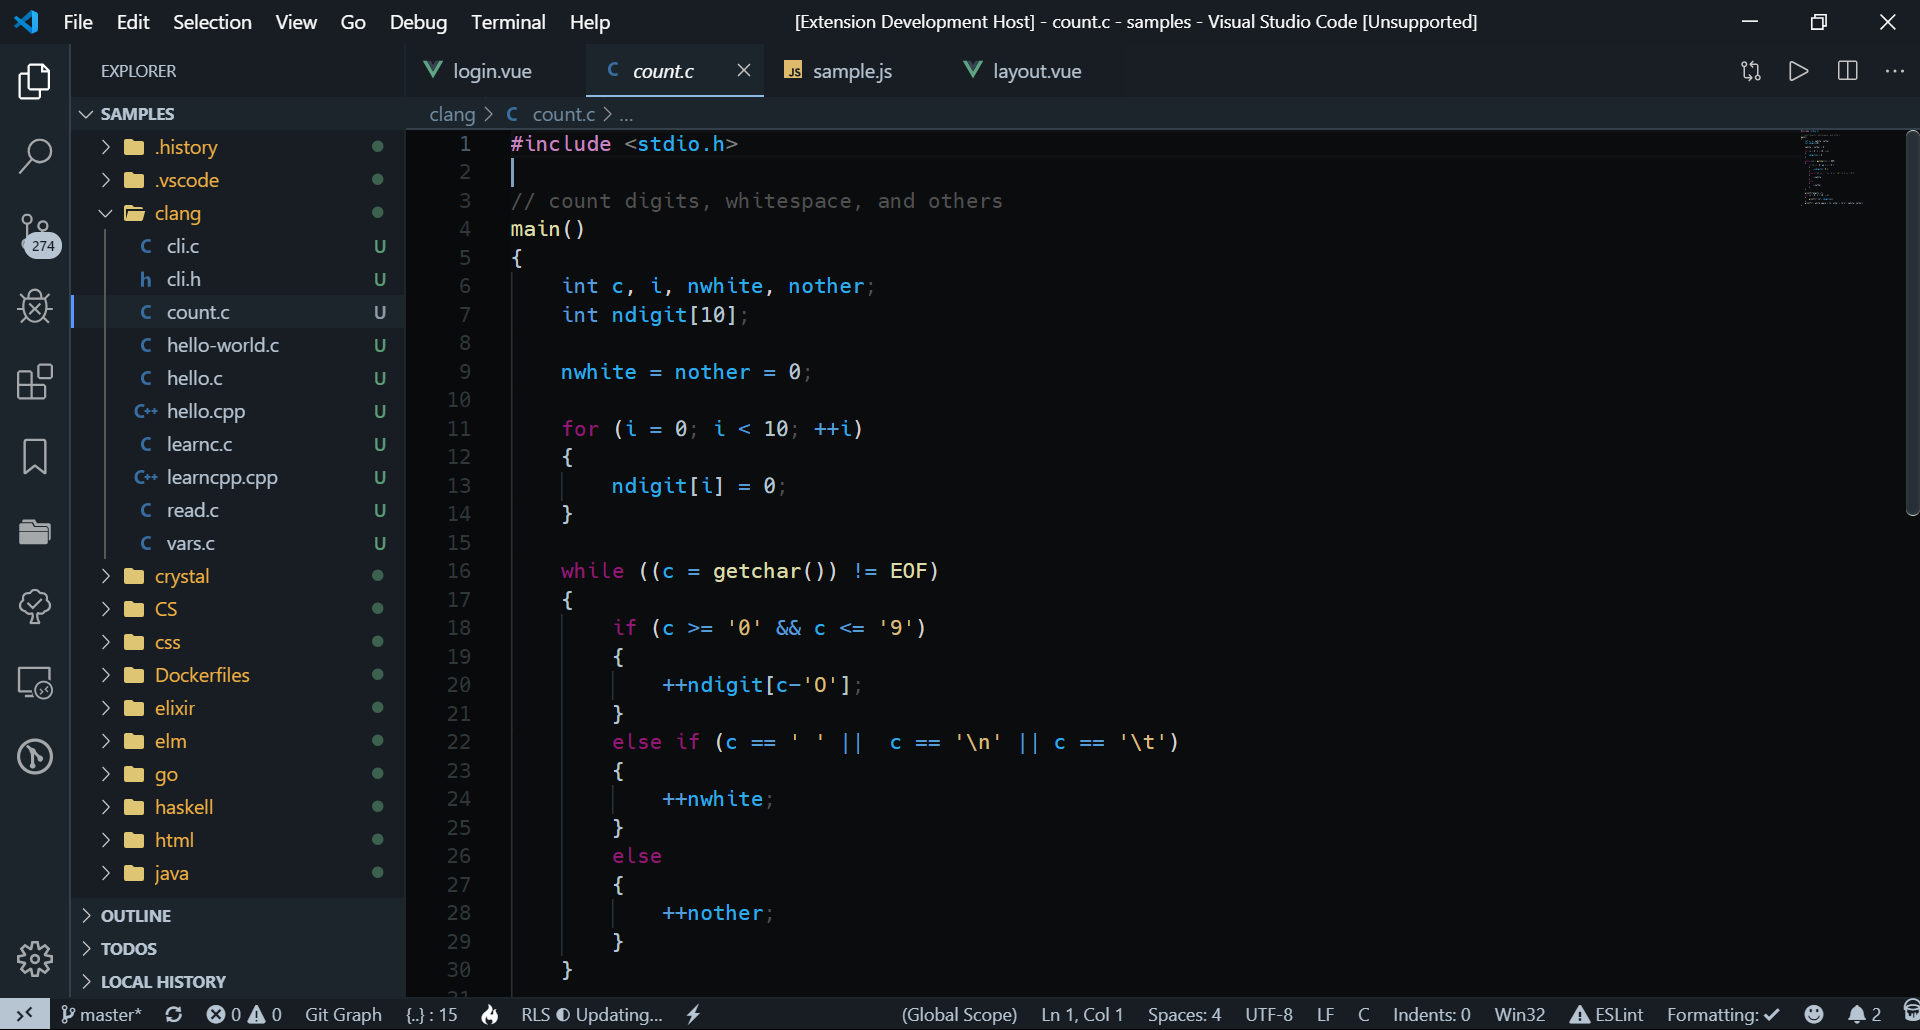 File Edit Selection View Go Debug Terminal Help [Extension Development Host] - count.c - samples - Visual Studio Code [Unsupported]
EXPLORER
login.vue C count.c JS sample.js layout.vue
SAMPLES
clang > C count.c > ...
.history
.vscode
clang
C cli.c U
h cli.h U
C count.c U
C hello-world.c U
C hello.c U
C++ hello.cpp U
C learnc.c U
C++ learncpp.cpp U
C read.c U
C vars.c U
crystal
CS
css
Dockerfiles
elixir
elm
go
haskell
html
java
OUTLINE
TODOS
LOCAL HISTORY
274
1 #include <stdio.h>
2
3 // count digits, whitespace, and others
4 main()
5 {
6 int c, i, nwhite, nother;
7 int ndigit[10];
8
9 nwhite = nother = 0;
10
11 for (i = 0; i < 10; ++i)
12 {
13 ndigit[i] = 0;
14 }
15
16 while ((c = getchar()) != EOF)
17 {
18 if (c >= '0' && c <= '9')
19 {
20 ++ndigit[c-'O'];
21 }
22 else if (c == ' ' || c == '\n' || c == '\t')
23 {
24 ++nwhite;
25 }
26 else
27 {
28 ++nother;
29 }
30 }
master* 0 0 Git Graph {..} : 15 RLS Updating... (Global Scope) Ln 1, Col 1 Spaces: 4 UTF-8 LF C Indents: 0 Win32 ESLint Formatting: ✓ 2